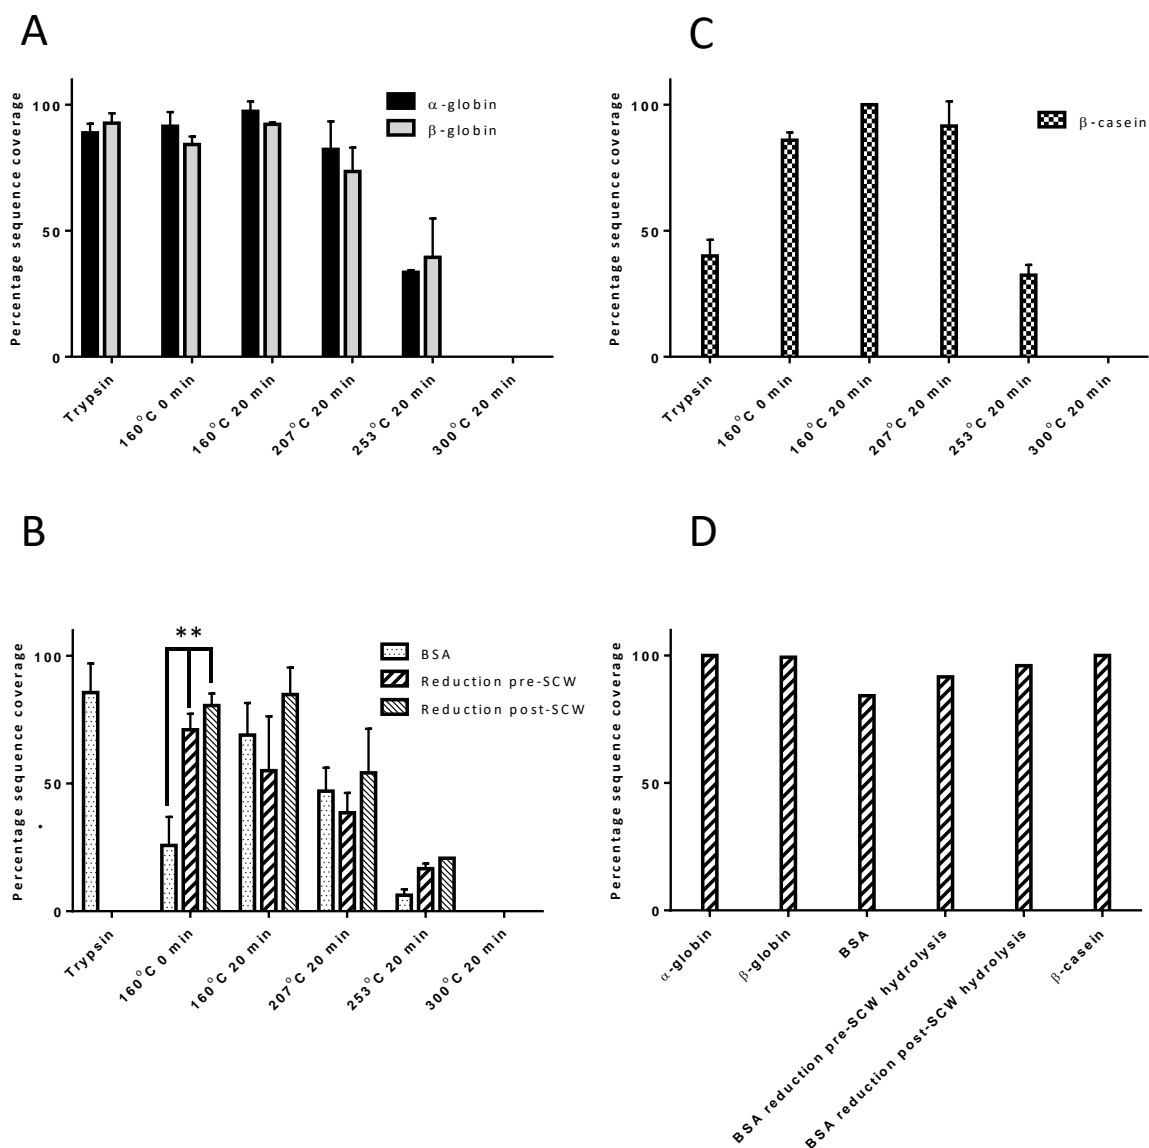 A
Percentage sequence coverage
100
50
0
α-globin
β-globin
Trypsin
160°C 0 min
160°C 20 min
207°C 20 min
253°C 20 min
300°C 20 min
C
Percentage sequence coverage
100
50
0
β-casein
Trypsin
160°C 0 min
160°C 20 min
207°C 20 min
253°C 20 min
300°C 20 min
B
Percentage sequence coverage
100
50
0
**
BSA
Reduction pre-SCW
Reduction post-SCW
Trypsin
160°C 0 min
160°C 20 min
207°C 20 min
253°C 20 min
300°C 20 min
D
Percentage sequence coverage
100
50
0
α-globin
β-globin
BSA
BSA reduction pre-SCW hydrolysis
BSA reduction post-SCW hydrolysis
β-casein